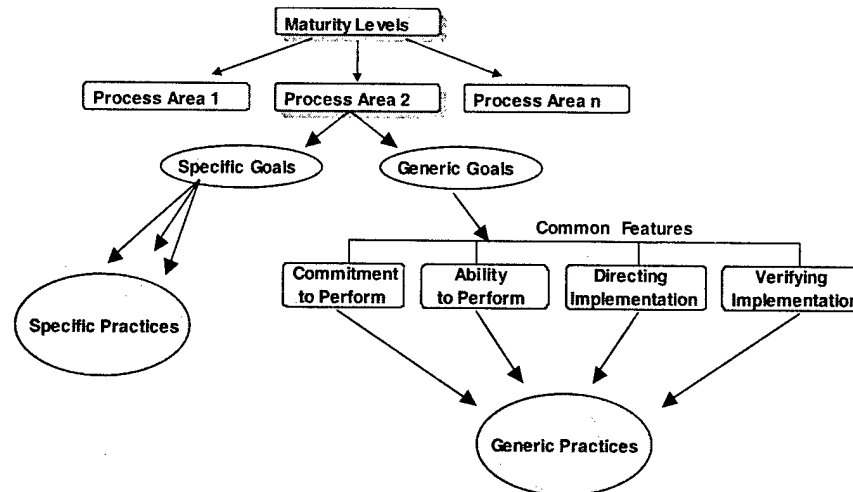 Maturity Levels
Process Area 1
Process Area 2
Process Area n
Specific Goals
Generic Goals
Common Features
Commitment
to Perform
Ability
to Perform
Directing
Implementation
Verifying
Implementation
Specific Practices
Generic Practices